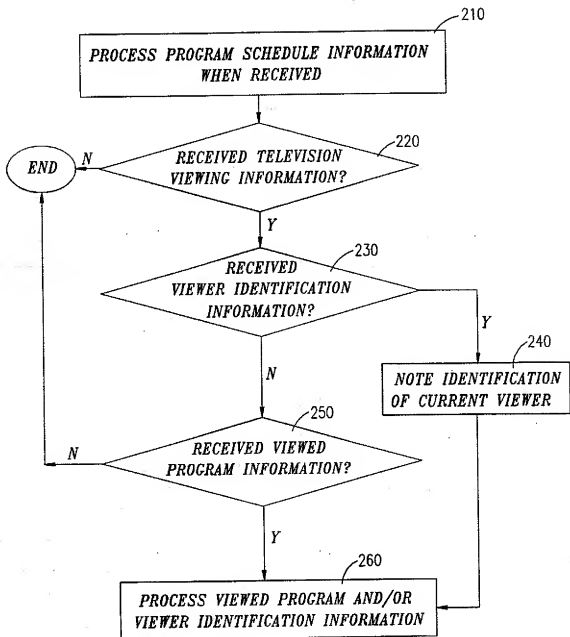 210
PROCESS PROGRAM SCHEDULE INFORMATION
WHEN RECEIVED
220
END
N
RECEIVED TELEVISION
VIEWING INFORMATION?
Y
230
RECEIVED
VIEWER IDENTIFICATION
INFORMATION?
Y
240
N
NOTE IDENTIFICATION
OF CURRENT VIEWER
250
N
RECEIVED VIEWED
PROGRAM INFORMATION?
Y
260
PROCESS VIEWED PROGRAM AND/OR
VIEWER IDENTIFICATION INFORMATION